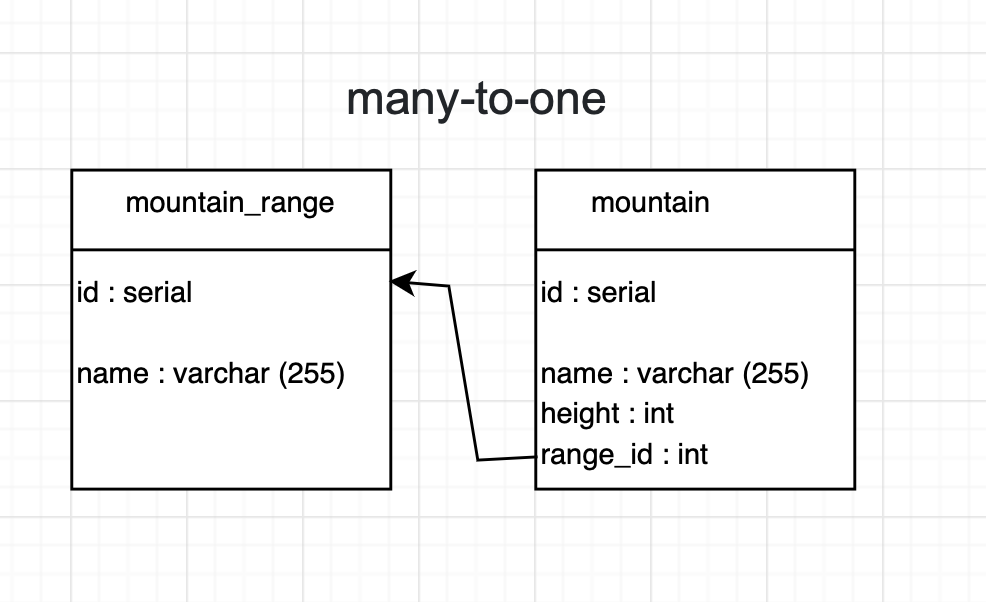 many-to-one
mountain_range
id : serial
name : varchar (255)
mountain
id : serial
name : varchar (255)
height : int
range_id : int